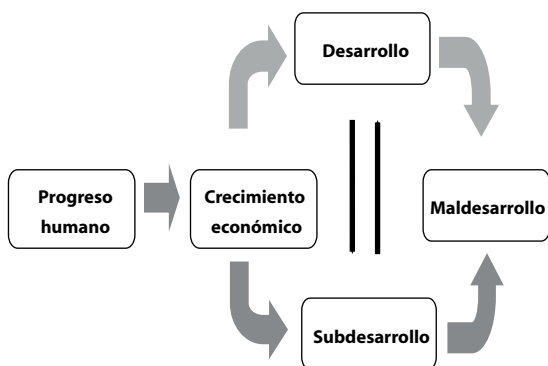 Desarrollo
Progreso
humano
Crecimiento
económico
Maldesarrollo
Subdesarrollo